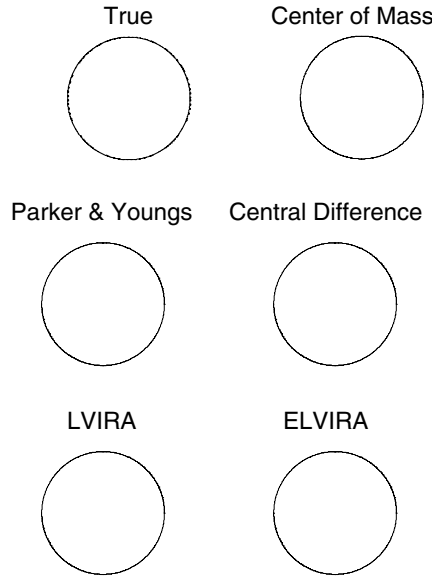 True
Center of Mass
Parker & Youngs
Central Difference
LVIRA
ELVIRA